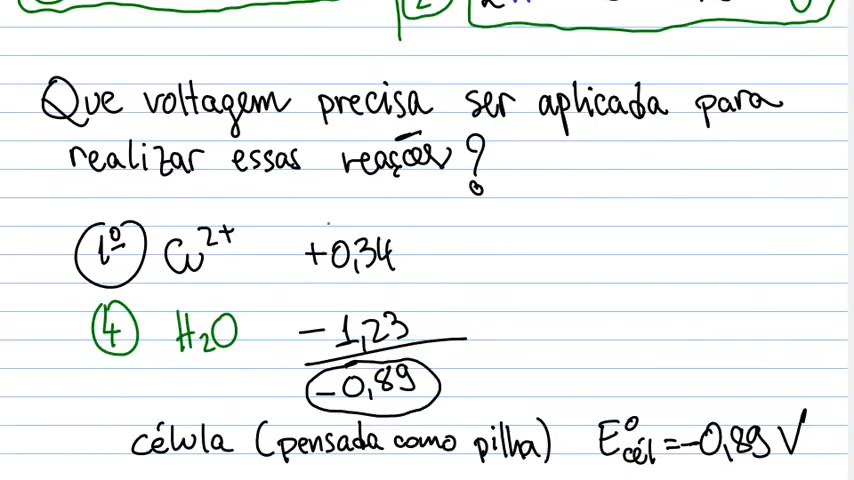 2
Que voltagem precisa ser aplicada para
realizar essas reações?
1º Cu²⁺ +0,34
4 H₂O -1,23
-0,89
célula (pensada como pilha) E°cél=-0,89 V